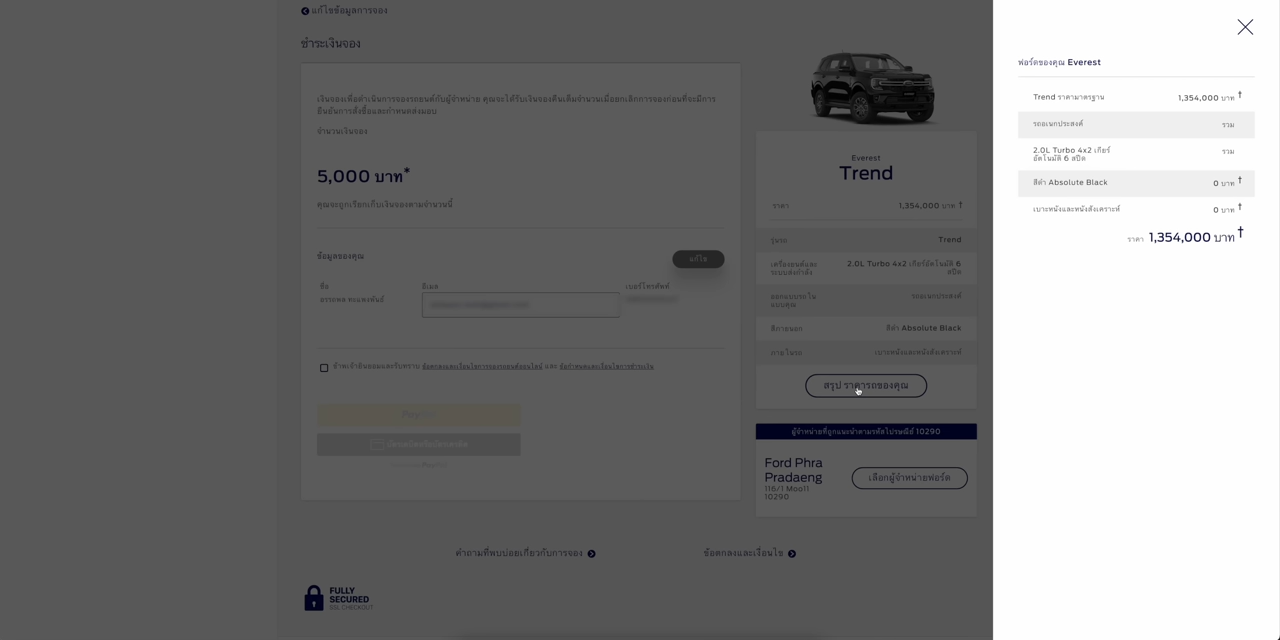 แก้ไขข้อมูลการจอง
ชำระเงินจอง
เงินจองเพื่อดำเนินการจองรถยนต์กับผู้จำหน่าย คุณจะได้รับเงินจองคืนเต็มจำนวนเมื่อยกเลิกการจองก่อนที่จะมีการ
ยืนยันการสั่งซื้อและกำหนดส่งมอบ
จำนวนเงินจอง
5,000 บาท*
คุณจะถูกเรียกเก็บเงินจองตามจำนวนนี้
ข้อมูลของคุณ
แก้ไข
ชื่อ
อีเมล
เบอร์โทรศัพท์
ข้าพเจ้ายินยอมและรับทราบ ข้อตกลงและเงื่อนไขการจองรถยนต์ออนไลน์ และ ข้อกำหนดและเงื่อนไขการชำระเงิน
Everest
Trend
ราคา 1,354,000 บาท †
รุ่นรถ Trend
เครื่องยนต์และ
ระบบส่งกำลัง
2.0L Turbo 4x2 เกียร์อัตโนมัติ 6
สปีด
ออกแบบรถใน
แบบคุณ
รถอเนกประสงค์
สีภายนอก สีดำ Absolute Black
ภายในรถ เบาะหนังและหนังสังเคราะห์
สรุป ราคารถของคุณ
ผู้จำหน่ายที่ถูกแนะนำตามรหัสไปรษณีย์ 10290
Ford Phra
Pradaeng
116/1 Moo11
10290
เลือกผู้จำหน่ายฟอร์ด
คำถามที่พบบ่อยเกี่ยวกับการจอง
ข้อตกลงและเงื่อนไข
FULLY
SECURED
SSL CHECKOUT
ฟอร์ดของคุณ Everest
Trend ราคามาตรฐาน 1,354,000 บาท †
รถอเนกประสงค์ รวม
2.0L Turbo 4x2 เกียร์
อัตโนมัติ 6 สปีด
รวม
สีดำ Absolute Black 0 บาท †
เบาะหนังและหนังสังเคราะห์ 0 บาท †
ราคา 1,354,000 บาท †